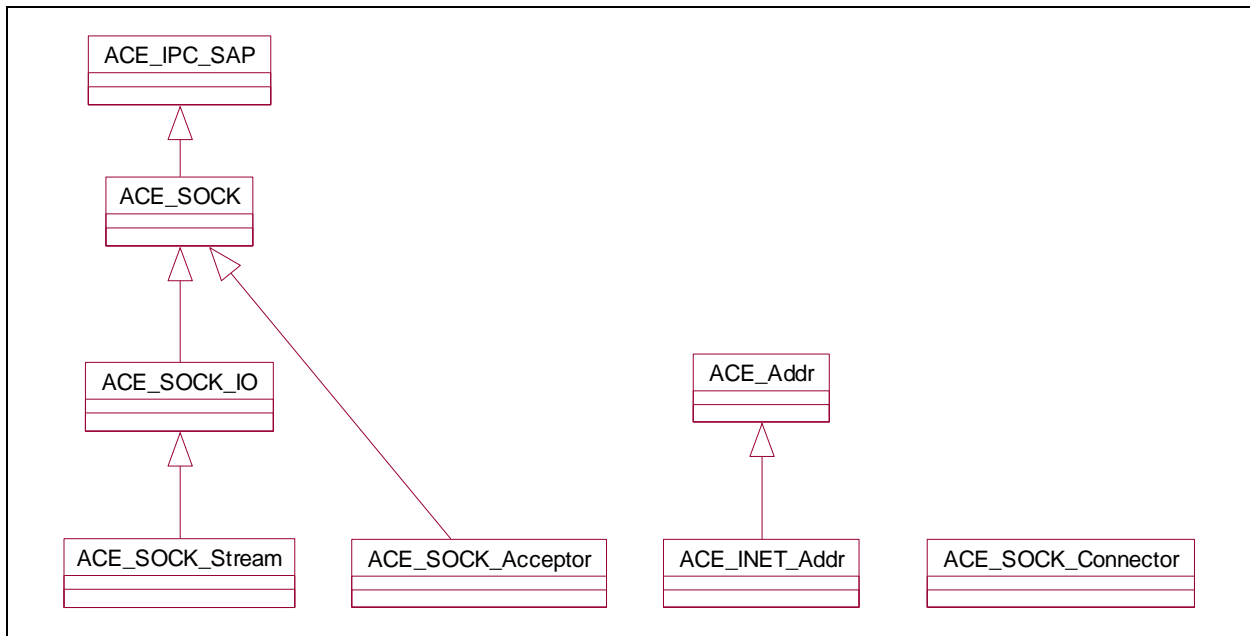 ACE_IPC_SAP
ACE_SOCK
ACE_SOCK_IO
ACE_Addr
ACE_SOCK_Stream
ACE_SOCK_Acceptor
ACE_INET_Addr
ACE_SOCK_Connector